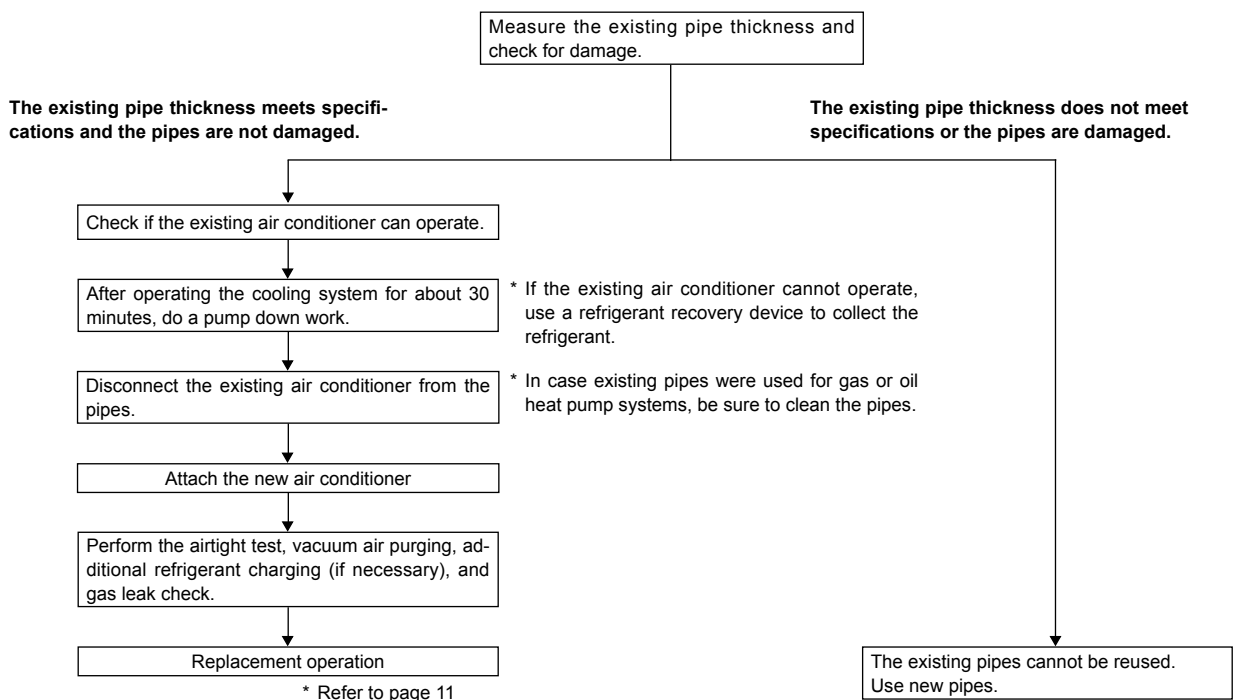 Measure the existing pipe thickness and
check for damage.
The existing pipe thickness meets specifi-
cations and the pipes are not damaged.
The existing pipe thickness does not meet
specifications or the pipes are damaged.
Check if the existing air conditioner can operate.
After operating the cooling system for about 30
minutes, do a pump down work.
* If the existing air conditioner cannot operate,
use a refrigerant recovery device to collect the
refrigerant.
Disconnect the existing air conditioner from the
pipes.
* In case existing pipes were used for gas or oil
heat pump systems, be sure to clean the pipes.
Attach the new air conditioner
Perform the airtight test, vacuum air purging, ad-
ditional refrigerant charging (if necessary), and
gas leak check.
Replacement operation
* Refer to page 11
The existing pipes cannot be reused.
Use new pipes.